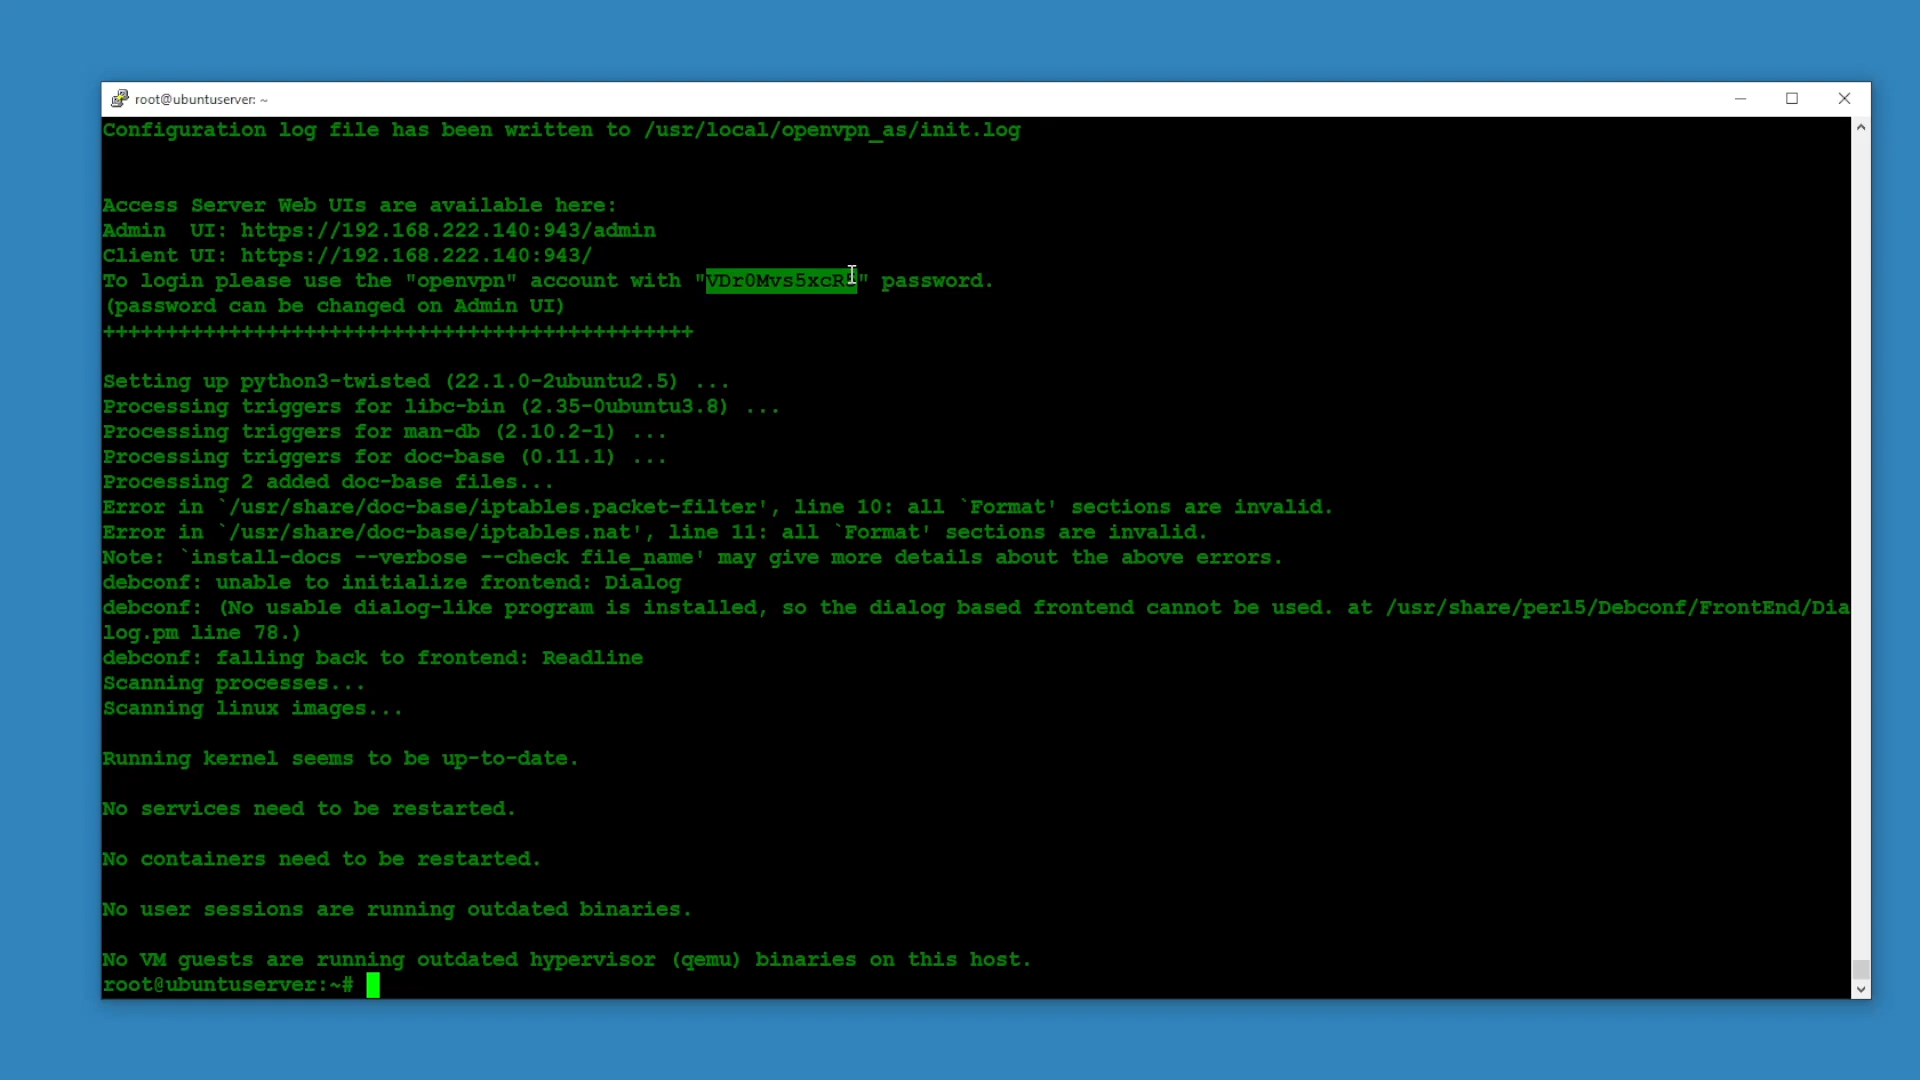 root@ubuntuserver: ~
Configuration log file has been written to /usr/local/openvpn_as/init.log
Access Server Web UIs are available here:
Admin  UI: https://192.168.222.140:943/admin
Client UI: https://192.168.222.140:943/
To login please use the "openvpn" account with " " password.
(password can be changed on Admin UI)
+++++++++++++++++++++++++++++++++++++++++++++++
Setting up python3-twisted (22.1.0-2ubuntu2.5) ...
Processing triggers for libc-bin (2.35-0ubuntu3.8) ...
Processing triggers for man-db (2.10.2-1) ...
Processing triggers for doc-base (0.11.1) ...
Processing 2 added doc-base files...
Error in `/usr/share/doc-base/iptables.packet-filter', line 10: all `Format' sections are invalid.
Error in `/usr/share/doc-base/iptables.nat', line 11: all `Format' sections are invalid.
Note: `install-docs --verbose --check file_name' may give more details about the above errors.
debconf: unable to initialize frontend: Dialog
debconf: (No usable dialog-like program is installed, so the dialog based frontend cannot be used. at /usr/share/perl5/Debconf/FrontEnd/Dia
log.pm line 78.)
debconf: falling back to frontend: Readline
Scanning processes...
Scanning linux images...
Running kernel seems to be up-to-date.
No services need to be restarted.
No containers need to be restarted.
No user sessions are running outdated binaries.
No VM guests are running outdated hypervisor (qemu) binaries on this host.
root@ubuntuserver:~#